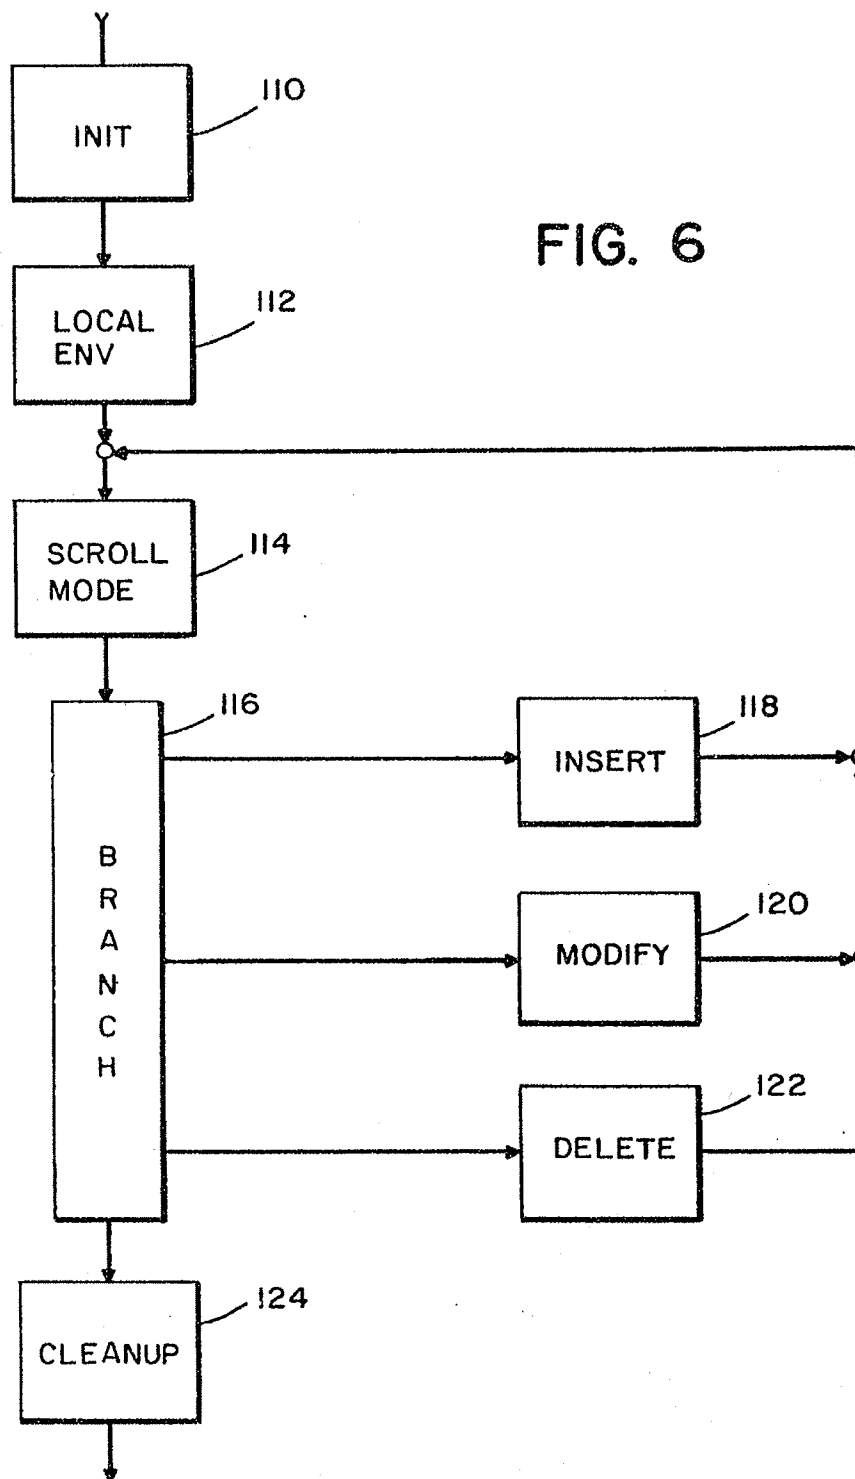 110
INIT
FIG. 6
112
LOCAL
ENV
114
SCROLL
MODE
116
118
INSERT
BRANCH
120
MODIFY
122
DELETE
124
CLEANUP